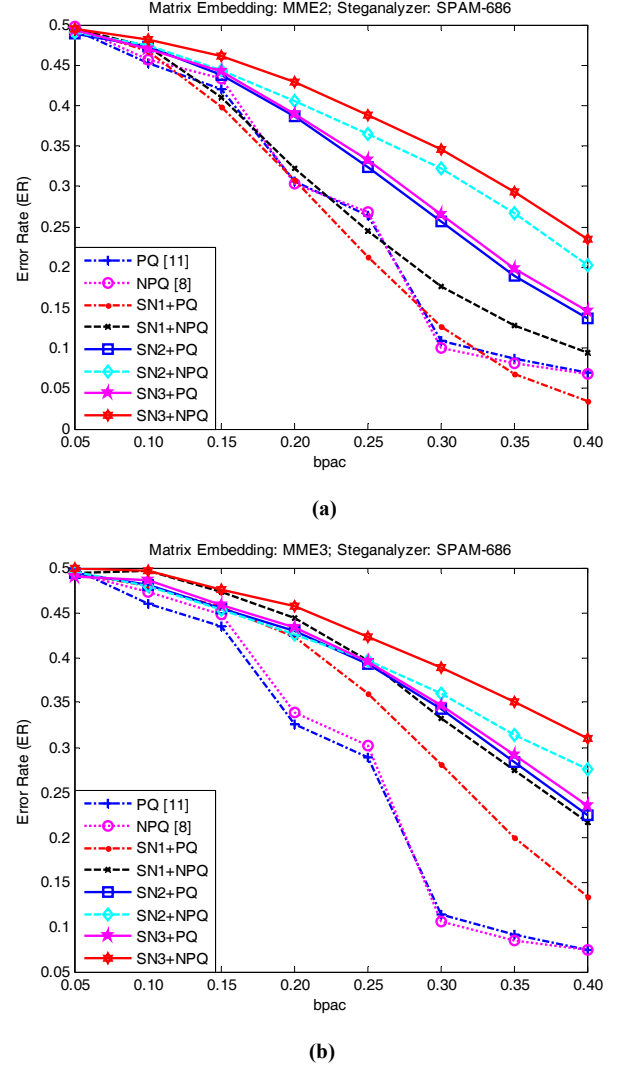 Matrix Embedding: MME2; Steganalyzer: SPAM-686
0.5
0.45
0.4
0.35
0.3
0.25
0.2
0.15
0.1
0.05
0
Error Rate (ER)
PQ [11]
NPQ [8]
SN1+PQ
SN1+NPQ
SN2+PQ
SN2+NPQ
SN3+PQ
SN3+NPQ
0.05 0.10 0.15 0.20 0.25 0.30 0.35 0.40
bpac
(a)
Matrix Embedding: MME3; Steganalyzer: SPAM-686
0.5
0.45
0.4
0.35
0.3
0.25
0.2
0.15
0.1
0.05
Error Rate (ER)
PQ [11]
NPQ [8]
SN1+PQ
SN1+NPQ
SN2+PQ
SN2+NPQ
SN3+PQ
SN3+NPQ
0.05 0.10 0.15 0.20 0.25 0.30 0.35 0.40
bpac
(b)